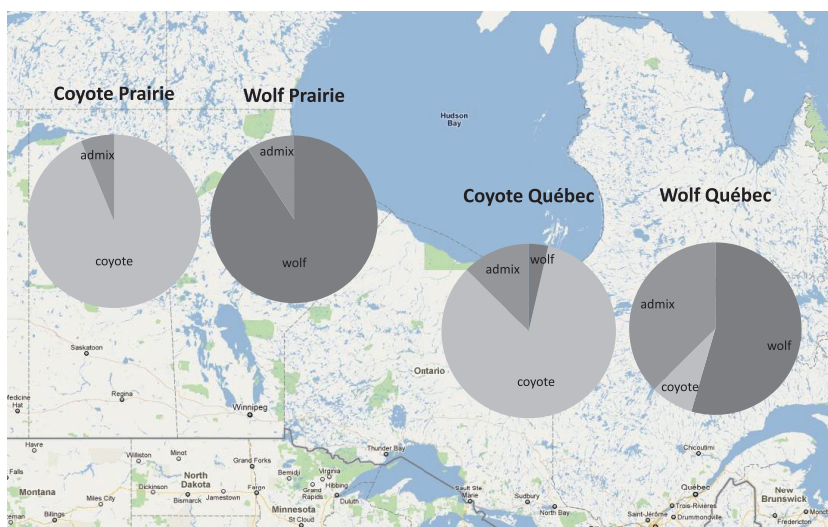 Coyote Prairie
Wolf Prairie
admix
coyote
admix
wolf
Hudson
Bay
Coyote Québec
Wolf Québec
admix
wolf
coyote
admix
wolf
coyote
Ontario
Saskatoon
Medicine
Hat
Regina
Winnipeg
Thunder Bay
Chicoutimi
Havre
Williston
Minot
Grand Forks
Falls
Bemidji
Virginia
Hibbing
Grand
Rapids
North
Dakota
Dickinson
Bismarck
Jamestown
Fargo
Duluth
Montana
Miles City
Billings
Minnesota
St Cloud
Sault Ste
Marie
Sudbury
North Bay
Québec
Trois-Rivières
Saint-Jérôme
Drummondville
New
Brunswick
Fredericton